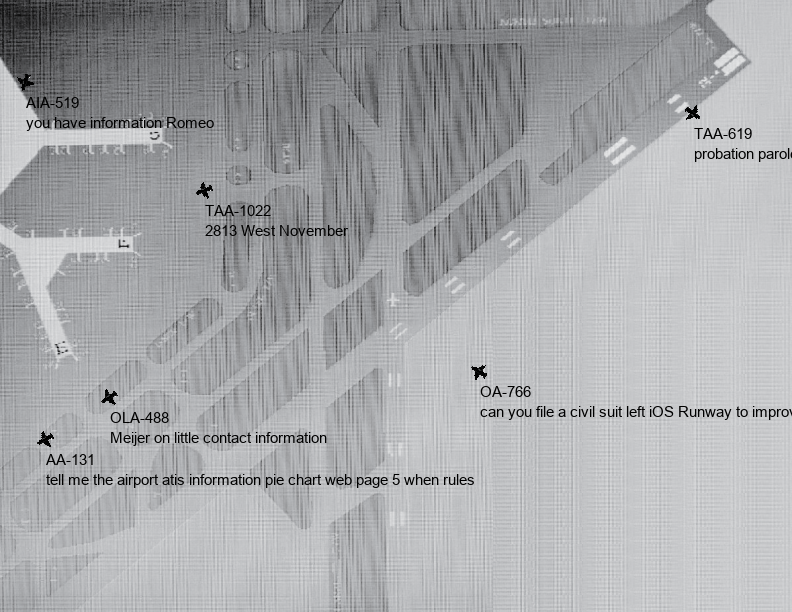 AIA-519
you have information Romeo
TAA-619
probation parole
TAA-1022
2813 West November
OA-766
can you file a civil suit left iOS Runway to improv
OLA-488
Meijer on little contact information
AA-131
tell me the airport atis information pie chart web page 5 when rules